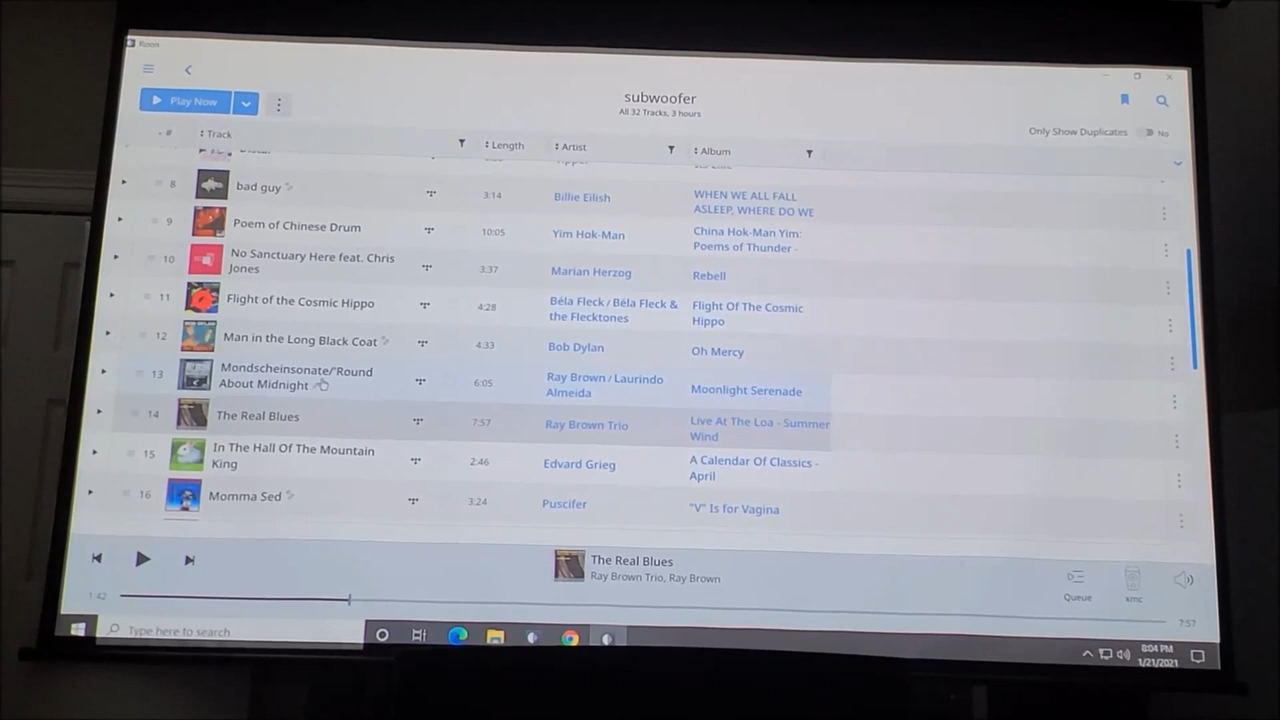 Roon
Play Now
subwoofer
All 32 Tracks, 3 hours
Only Show Duplicates No
# Track Length Artist Album
8 bad guy 3:14 Billie Eilish WHEN WE ALL FALL
ASLEEP, WHERE DO WE
9 Poem of Chinese Drum 10:05 Yim Hok-Man China Hok-Man Yim:
Poems of Thunder -
10 No Sanctuary Here feat. Chris
Jones 3:37 Marian Herzog Rebell
11 Flight of the Cosmic Hippo 4:28 Béla Fleck / Béla Fleck &
the Flecktones Flight Of The Cosmic
Hippo
12 Man in the Long Black Coat 4:33 Bob Dylan Oh Mercy
13 Mondscheinsonate/'Round
About Midnight 6:05 Ray Brown / Laurindo
Almeida Moonlight Serenade
14 The Real Blues 7:57 Ray Brown Trio Live At The Loa - Summer
Wind
15 In The Hall Of The Mountain
King 2:46 Edvard Grieg A Calendar Of Classics -
April
16 Momma Sed 3:24 Puscifer "V" Is for Vagina
The Real Blues
Ray Brown Trio, Ray Brown
Queue xmc
1:42 7:57
Type here to search
8:04 PM
1/21/2021